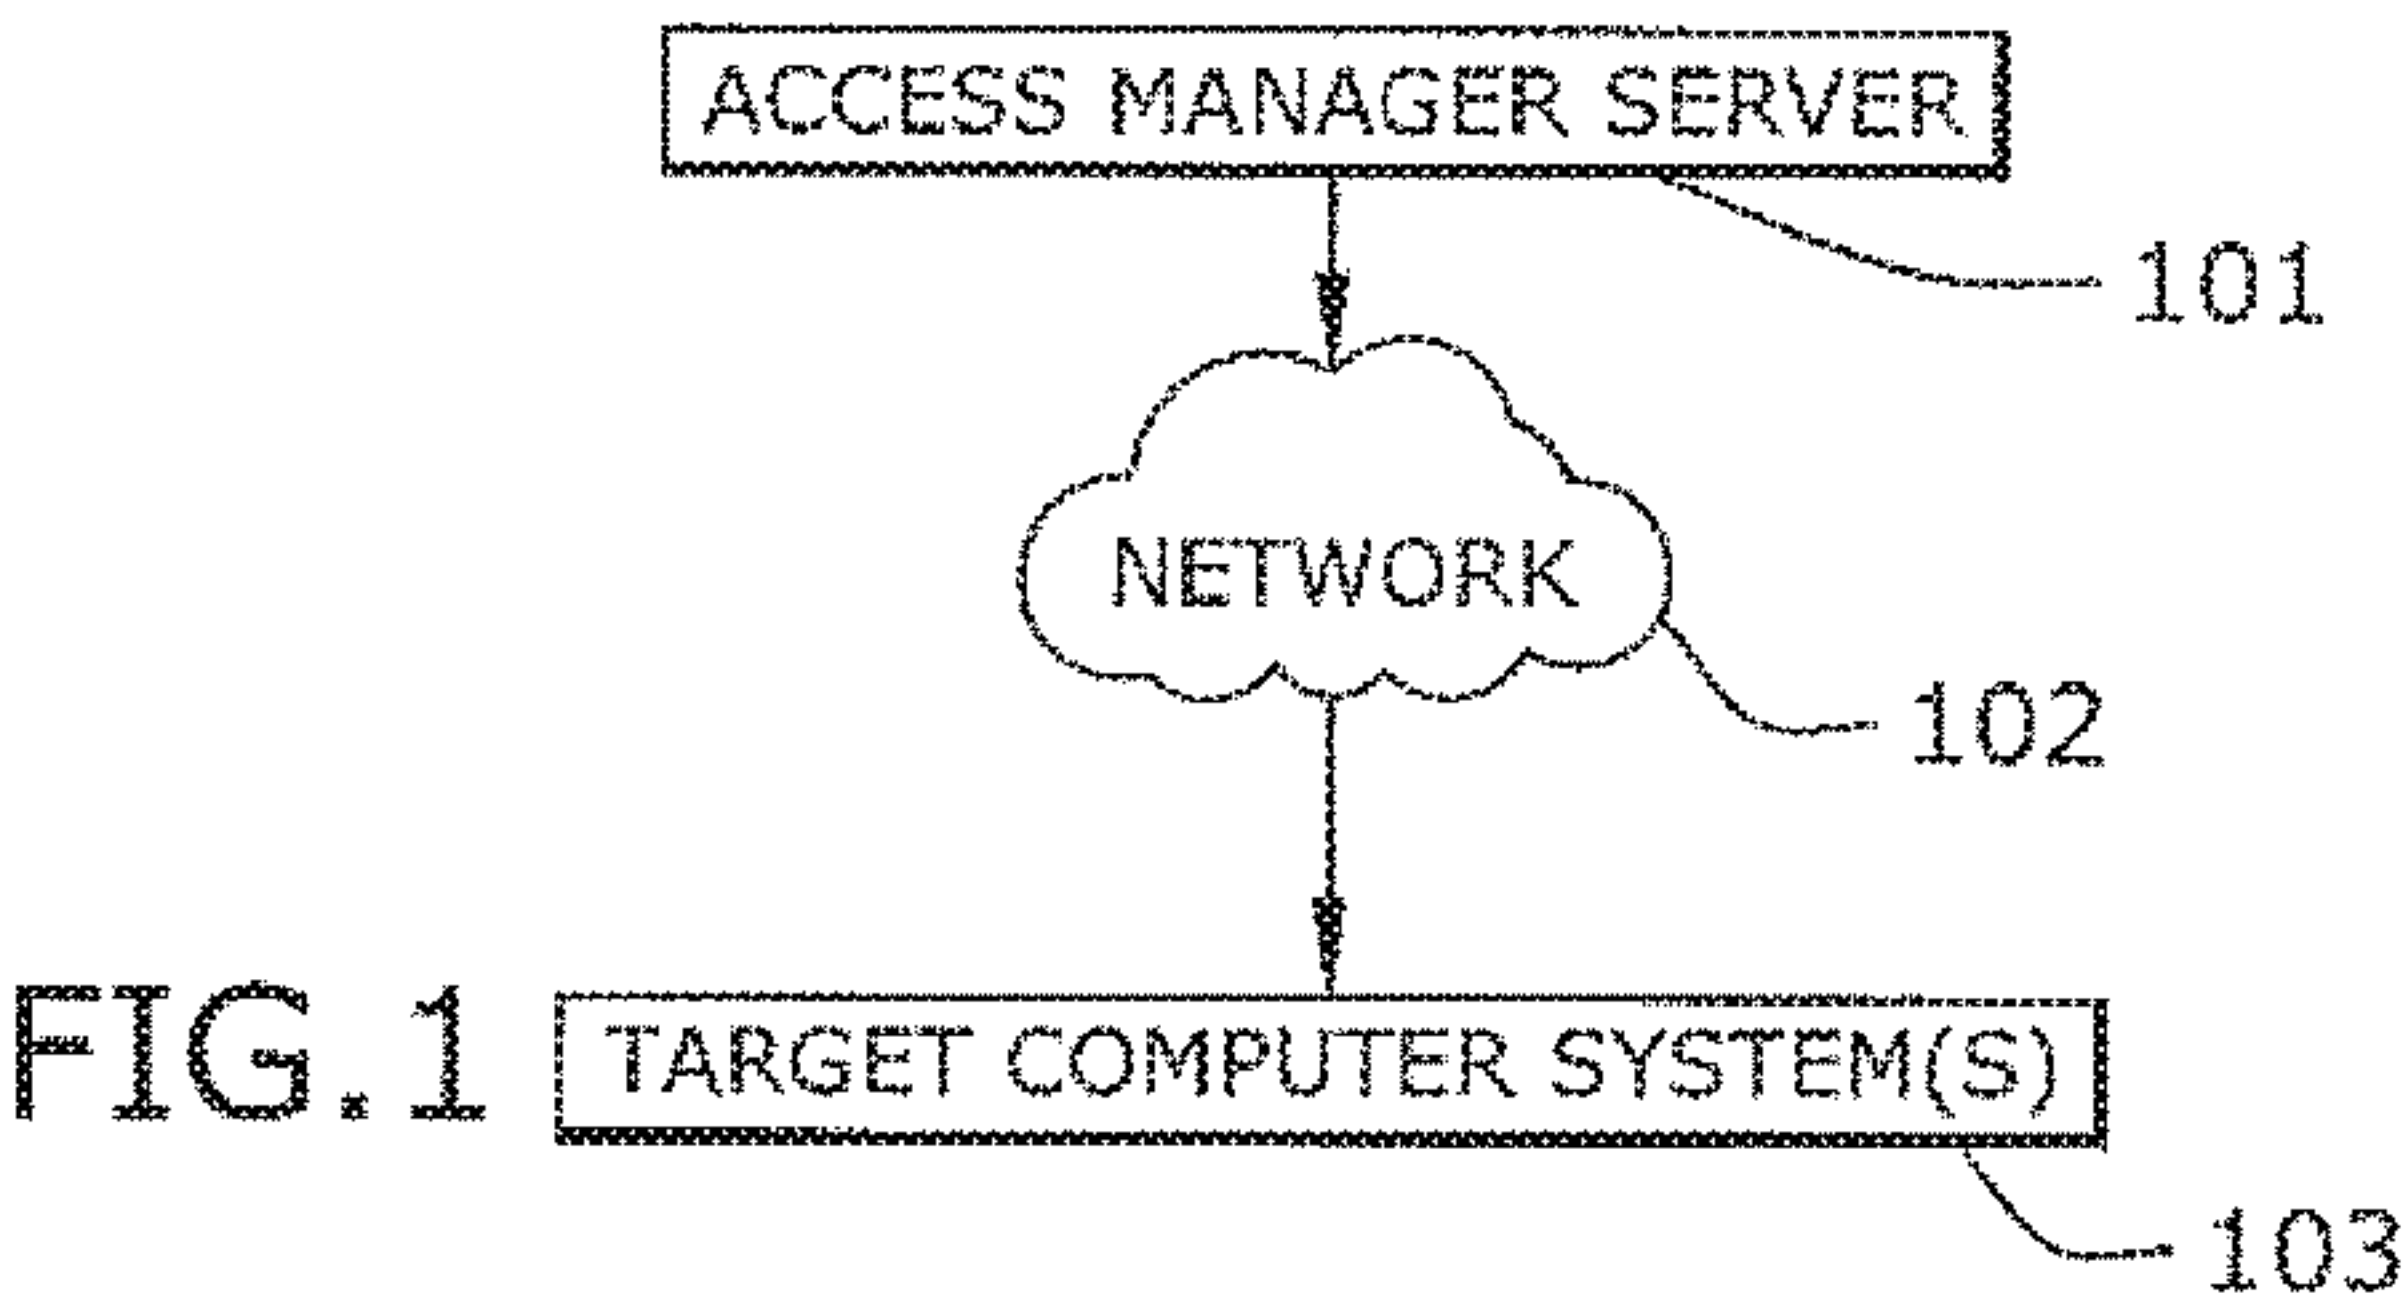 ACCESS MANAGER SERVER
101
NETWORK
102
FIG.1
TARGET COMPUTER SYSTEM(S)
103